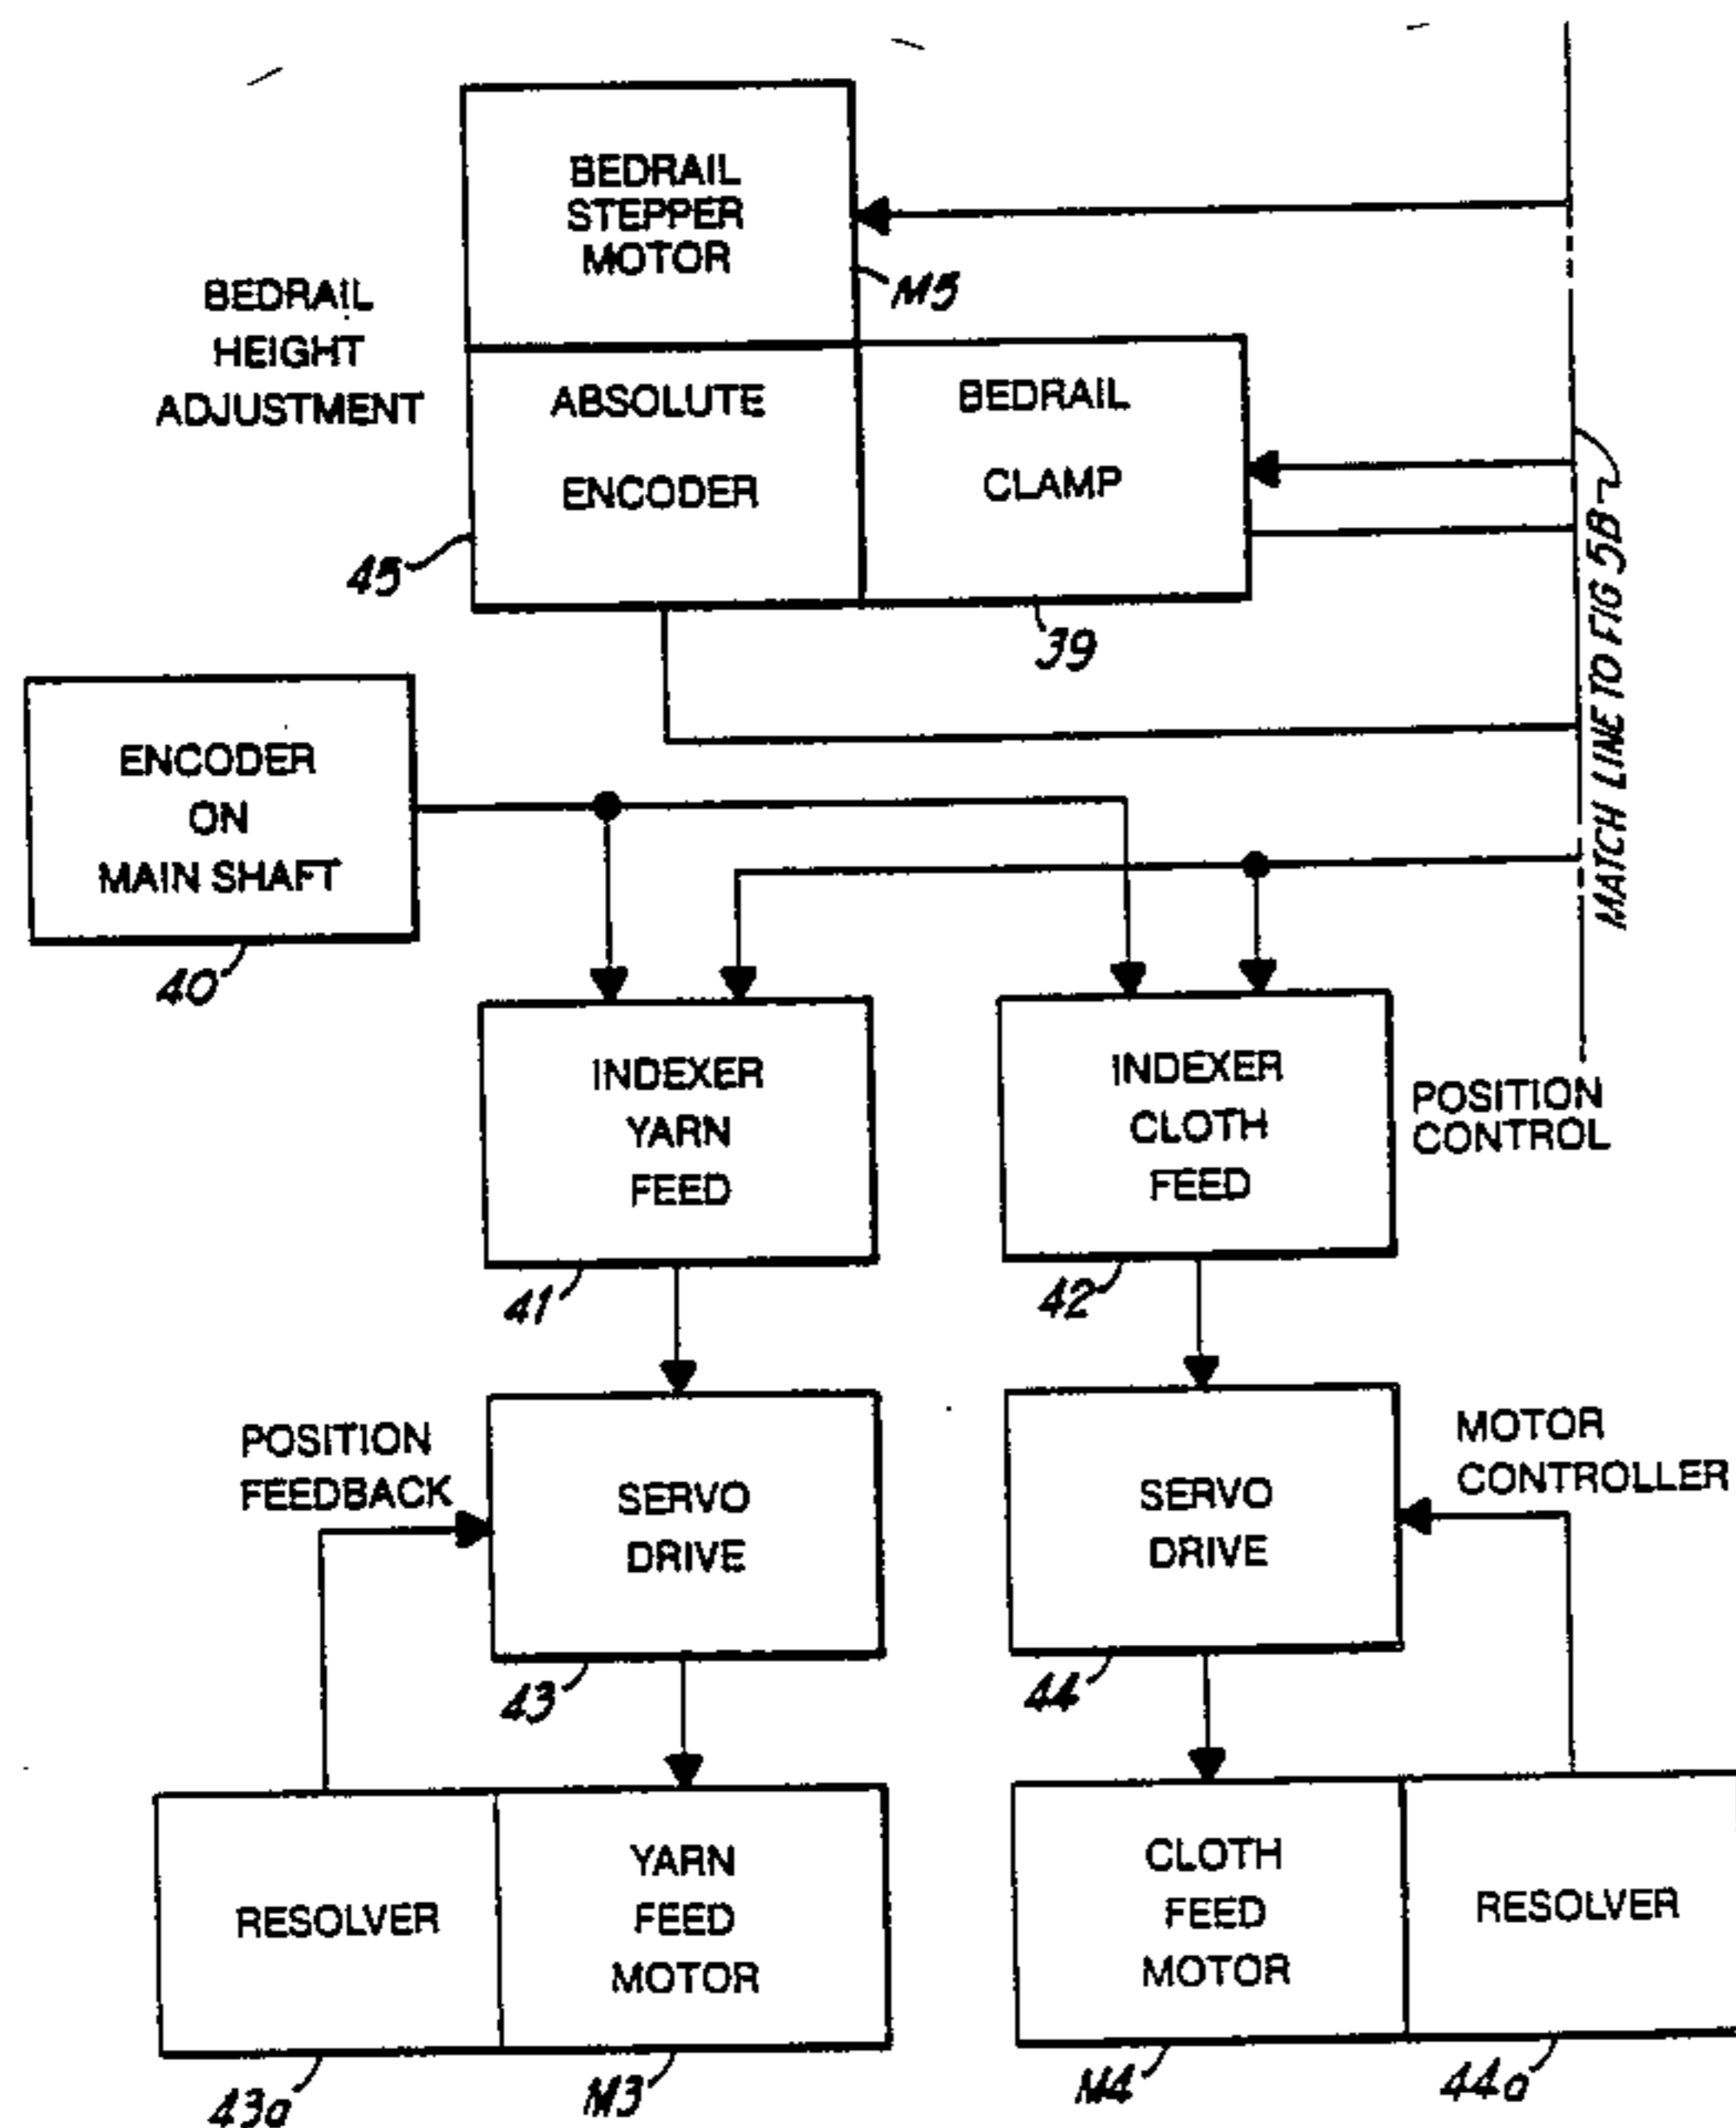 BEDRAIL
STEPPER
MOTOR
M5
BEDRAIL
HEIGHT
ADJUSTMENT
ABSOLUTE
ENCODER
45
BEDRAIL
CLAMP
39
MATCH LINE TO FIG 5B
ENCODER
ON
MAIN SHAFT
40
INDEXER
YARN
FEED
41
INDEXER
CLOTH
FEED
42
POSITION
CONTROL
POSITION
FEEDBACK
SERVO
DRIVE
43
SERVO
DRIVE
44
MOTOR
CONTROLLER
RESOLVER
43a
YARN
FEED
MOTOR
M3
CLOTH
FEED
MOTOR
M4
RESOLVER
44a